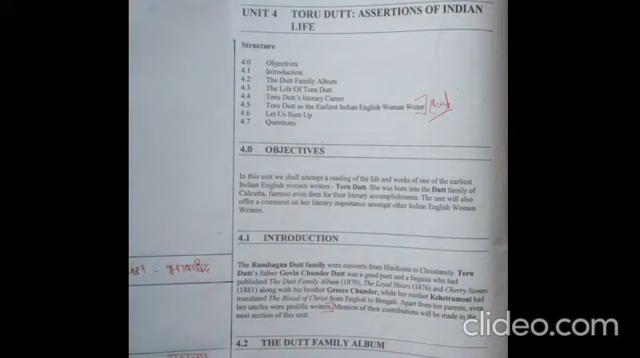 UNIT 4 TORU DUTT: ASSERTIONS OF INDIAN
LIFE
Structure
4.0 Objectives
4.1 Introduction
4.2 The Dutt Family Album
4.3 The Life Of Toru Dutt
4.4 Toru Dutt's literary Career
4.5 Toru Dutt as the Earliest Indian English Woman Writer
4.6 Let Us Sum Up
4.7 Questions
4.0 OBJECTIVES
In this unit we shall attempt a reading of the life and works of one of the earliest
Indian English women writers - Toru Dutt. She was born into the Dutt family of
Calcutta, famous even then for their literary accomplishments. The unit will also
offer a comment on her literary importance amongst other Indian English Women
Writers.
4.1 INTRODUCTION
The Rambagan Dutt family were converts from Hinduism to Christianity. Toru
Dutt's father Govin Chunder Dutt was a good poet and a linguist who had
published The Dutt Family Album (1870), The Loyal Hours (1876) and Cherry Stones
(1881) along with his brother Greece Chunder, while her mother Kshetramoni had
translated The Blood of Christ from English to Bengali. Apart from her parents, even
her uncles were prolific writers. Mention of their contributions will be made in the
next section of this unit.
4.2 THE DUTT FAMILY ALBUM
clideo.com